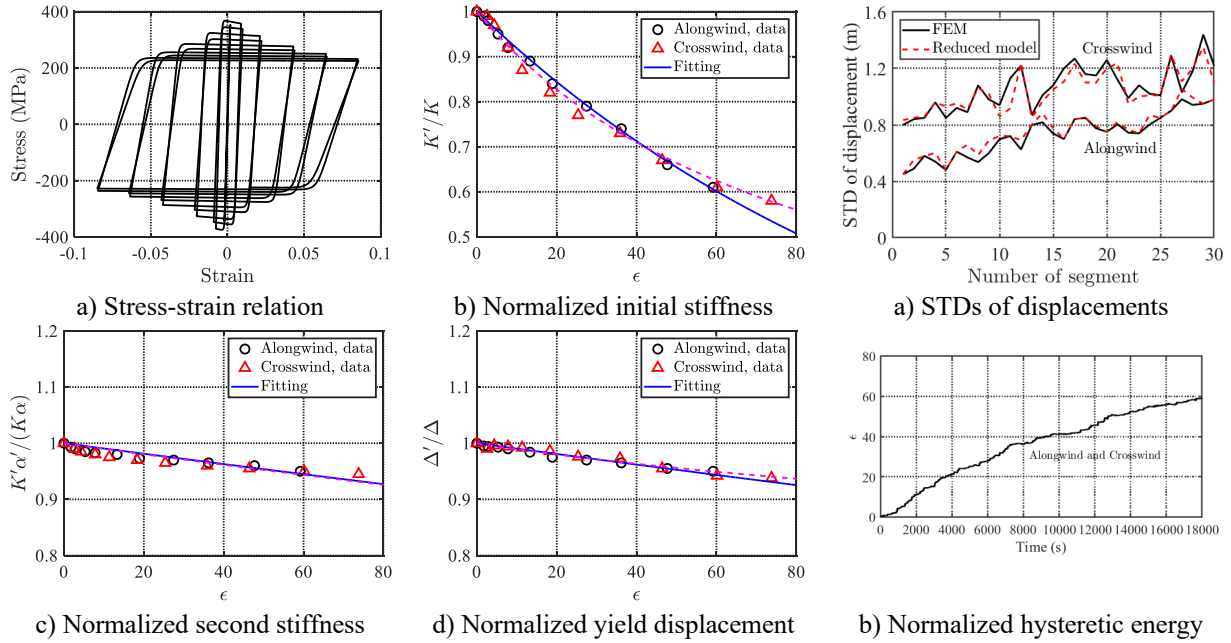 400
200
0
-200
-400
Stress (MPa)
-0.1 -0.05 0 0.05 0.1
Strain
a) Stress-strain relation
1
0.9
0.8
0.7
0.6
0.5
K′/K
Alongwind, data
Crosswind, data
Fitting
0 20 40 60 80
ϵ
b) Normalized initial stiffness
1.6
1.2
0.8
0.4
0
STD of displacement (m)
FEM
Reduced model
Crosswind
Alongwind
0 5 10 15 20 25 30
Number of segment
a) STDs of displacements
1.2
1.1
1
0.9
0.8
K′α′/(Kα)
Alongwind, data
Crosswind, data
Fitting
0 20 40 60 80
ϵ
c) Normalized second stiffness
1.2
1.1
1
0.9
0.8
Δ′/Δ
Alongwind, data
Crosswind, data
Fitting
0 20 40 60 80
ϵ
d) Normalized yield displacement
80
60
40
20
0
ϵ
Alongwind and Crosswind
0 2000 4000 6000 8000 10000 12000 14000 16000 18000
Time (s)
b) Normalized hysteretic energy